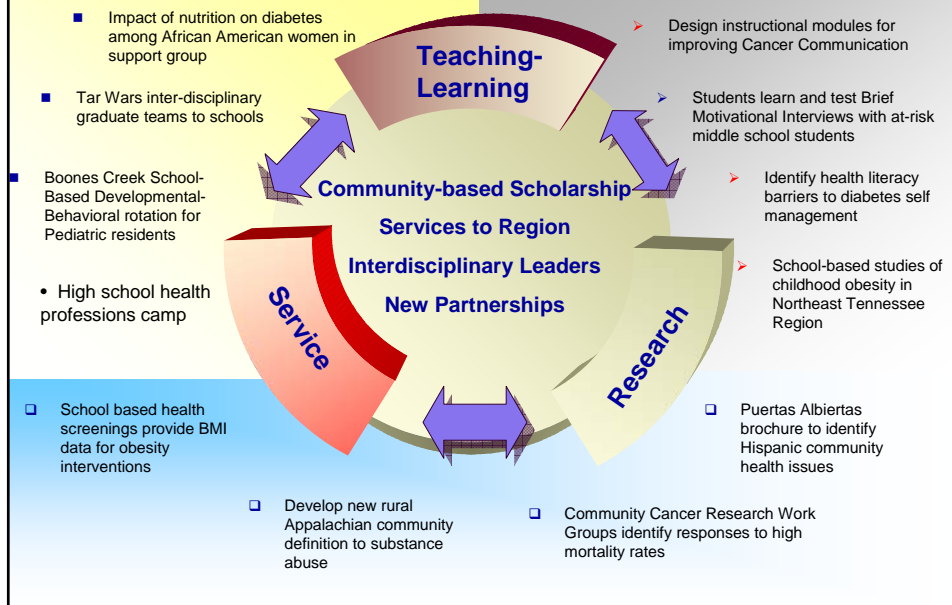 Impact of nutrition on diabetes
among African American women in
support group
Tar Wars inter-disciplinary
graduate teams to schools
Boones Creek School-
Based Developmental-
Behavioral rotation for
Pediatric residents
• High school health
professions camp
Teaching-
Learning
Design instructional modules for
improving Cancer Communication
Students learn and test Brief
Motivational Interviews with at-risk
middle school students
Identify health literacy
barriers to diabetes self
management
School-based studies of
childhood obesity in
Northeast Tennessee
Region
Community-based Scholarship
Services to Region
Interdisciplinary Leaders
New Partnerships
Service
Research
School based health
screenings provide BMI
data for obesity
interventions
Develop new rural
Appalachian community
definition to substance
abuse
Community Cancer Research Work
Groups identify responses to high
mortality rates
Puertas Albiertas
brochure to identify
Hispanic community
health issues